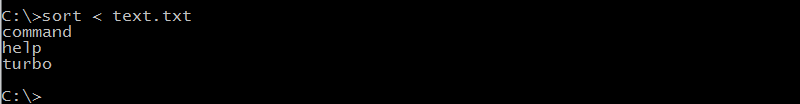 C:\>sort < text.txt
command
help
turbo
C:\>